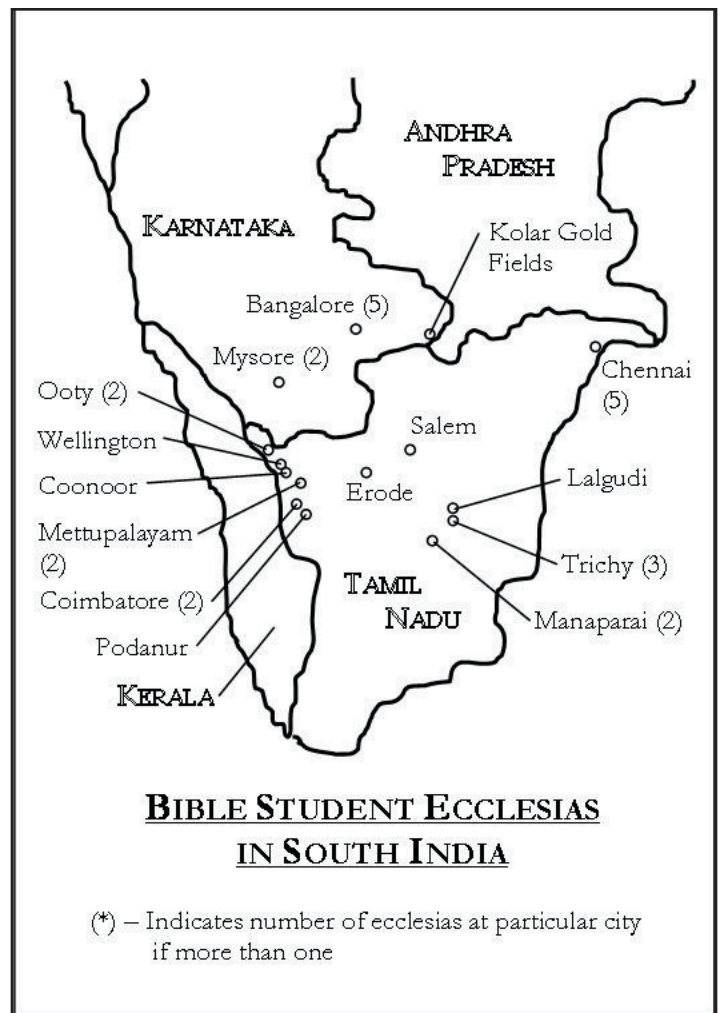 ANDHRA
PRADESH
KARNATAKA
Kolar Gold
Fields
Bangalore (5)
Mysore (2)
Chennai
(5)
Ooty (2)
Salem
Wellington
Coonoor
Erode
Lalgudi
Mettupalayam
(2)
Trichy (3)
Coimbatore (2)
TAMIL
NADU
Manaparai (2)
Podanur
KERALA
BIBLE STUDENT ECCLESIAS
IN SOUTH INDIA
(*) – Indicates number of ecclesias at particular city
if more than one